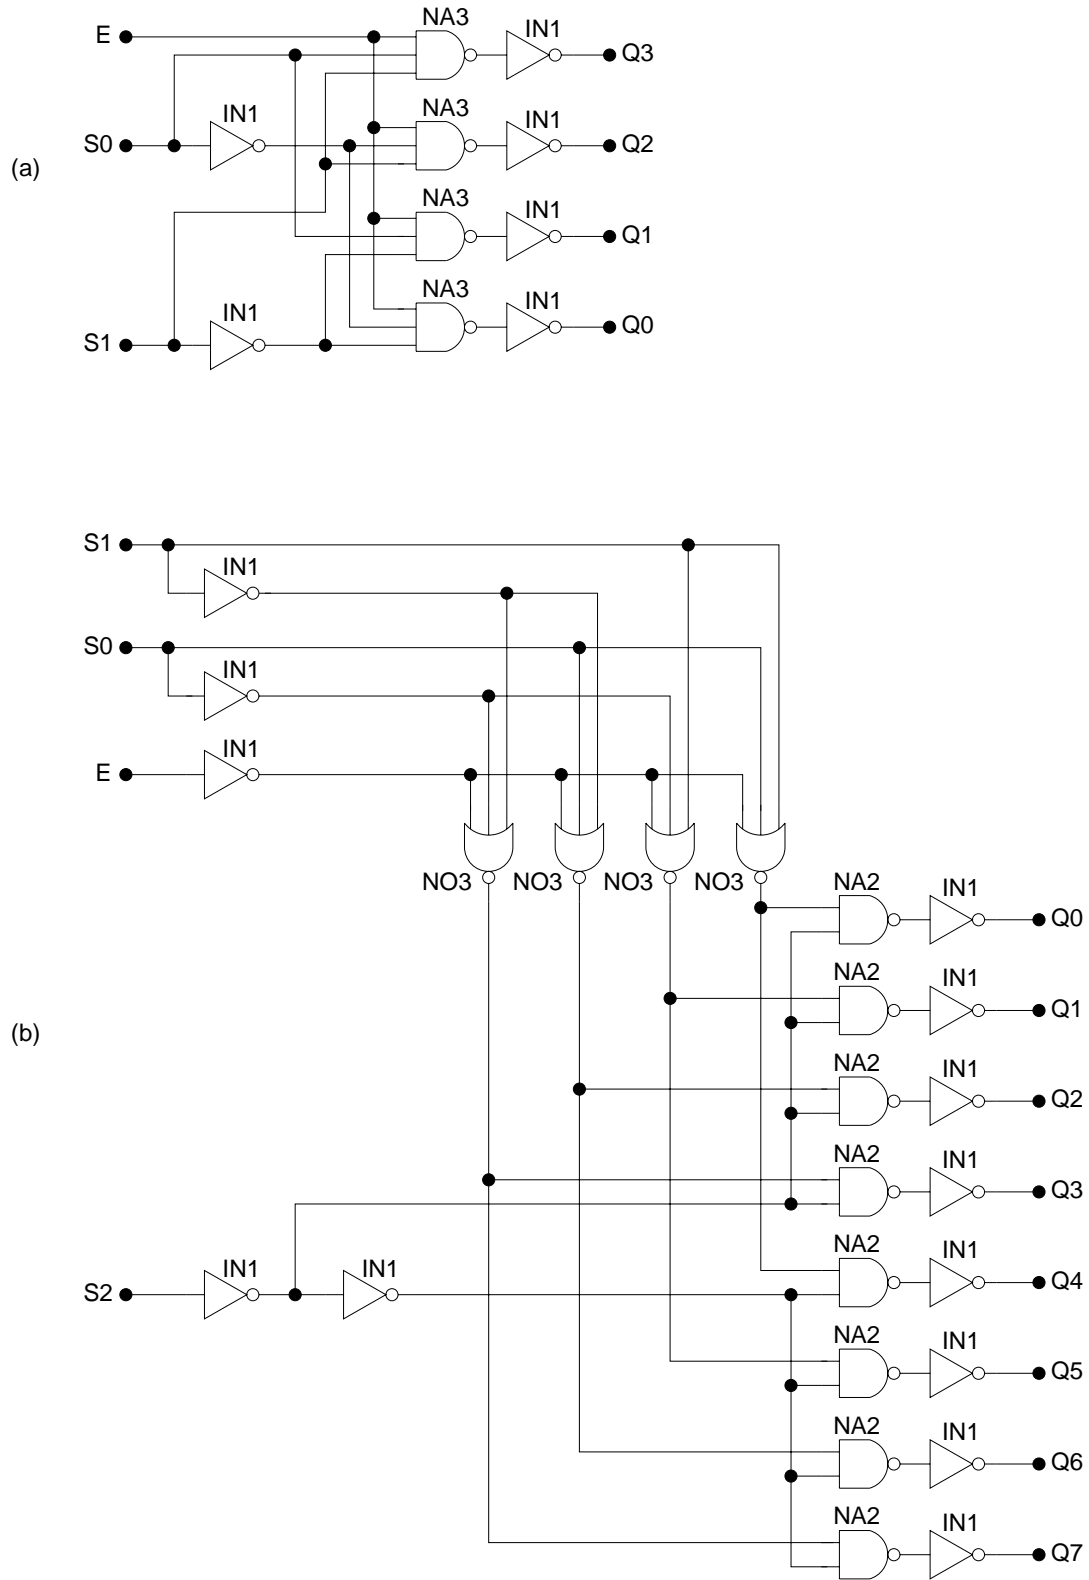 NA3
IN1
E
Q3
IN1
NA3
IN1
S0
Q2
(a)
NA3
IN1
Q1
IN1
NA3
IN1
Q0
S1
S1
IN1
S0
IN1
E
IN1
NO3 NO3 NO3 NO3
NA2
IN1
Q0
NA2
IN1
Q1
(b)
NA2
IN1
Q2
NA2
IN1
Q3
S2
IN1
IN1
NA2
IN1
Q4
NA2
IN1
Q5
NA2
IN1
Q6
NA2
IN1
Q7